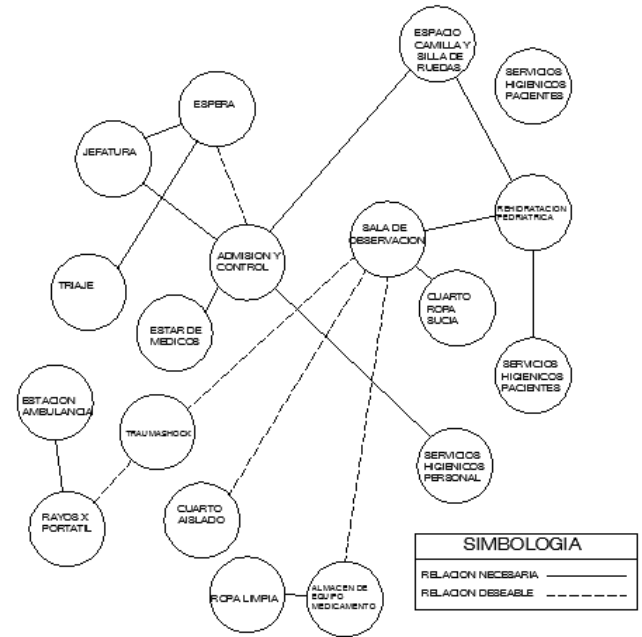 ESPACIO
CAMILLA Y
SILLA DE
RUEDAS
SERVICIOS
HIGIENICOS
PACIENTES
ESPERA
JEFATURA
REHIDRATACION
PEDRIATRICA
SALA DE
OBSERVACION
ADMISION Y
CONTROL
TRIAJE
CUARTO
ROPA
SUCIA
ESTAR DE
MEDICOS
SERVICIOS
HIGIENICOS
PACIENTES
ESTACION
AMBULANCIA
TRAUMASHOCK
SERVICIOS
HIGIENICOS
PERSONAL
RAYOS X
PORTATIL
CUARTO
AISLADO
ROPA LIMPIA
ALMACEN DE
EQUIPO
MEDICAMENTO
SIMBOLOGIA
RELACION NECESARIA
RELACION DESEABLE